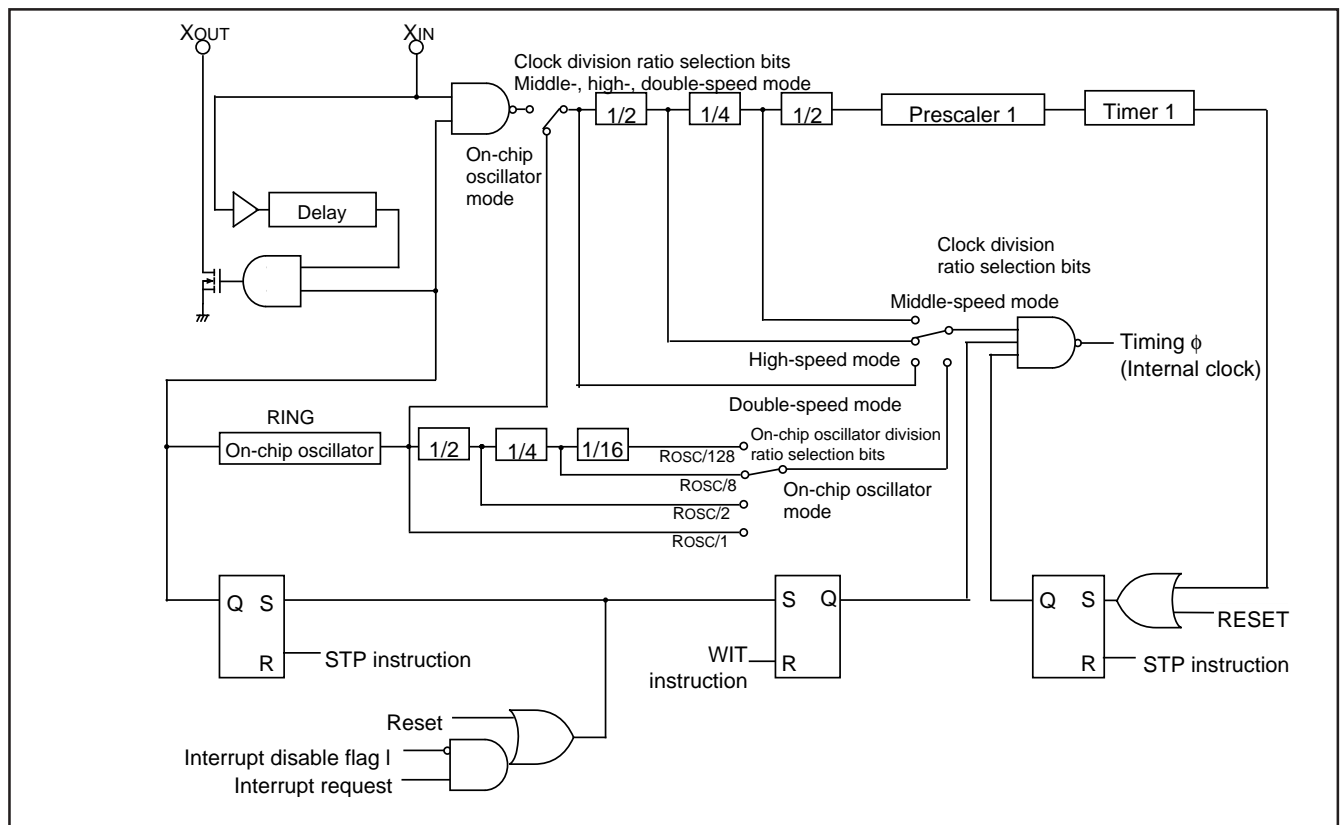 XOUT
XIN
Clock division ratio selection bits
Middle-, high-, double-speed mode
1/2
1/4
1/2
Prescaler 1
Timer 1
On-chip
oscillator
mode
Delay
Clock division
ratio selection bits
Middle-speed mode
High-speed mode
Timing ϕ
(Internal clock)
Double-speed mode
RING
On-chip oscillator
1/2
1/4
1/16
ROSC/128
On-chip oscillator division
ratio selection bits
ROSC/8
On-chip oscillator
mode
ROSC/2
ROSC/1
Q S
R
STP instruction
S Q
R
WIT
instruction
Q S
R
RESET
STP instruction
Reset
Interrupt disable flag I
Interrupt request